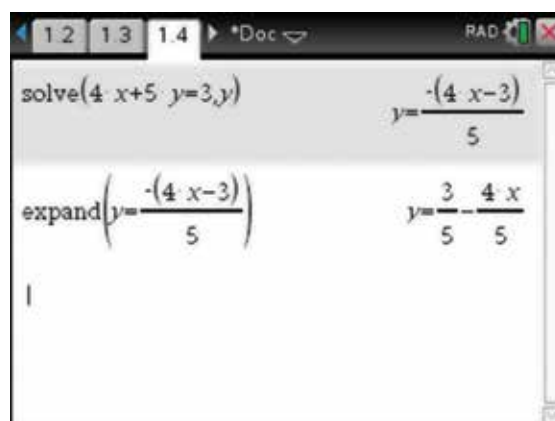 1.2 1.3 1.4 *Doc RAD
solve(4·x+5·y=3,y)
y=-(4·x-3)/5
expand(y=-(4·x-3)/5)
y=3/5-4·x/5